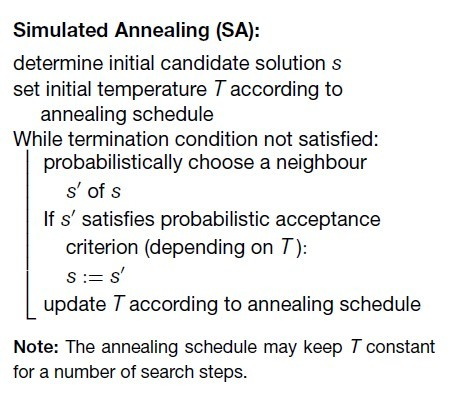 Simulated Annealing (SA):
determine initial candidate solution s
set initial temperature T according to
annealing schedule
While termination condition not satisfied:
probabilistically choose a neighbour
s′ of s
If s′ satisfies probabilistic acceptance
criterion (depending on T):
s := s′
update T according to annealing schedule
Note: The annealing schedule may keep T constant
for a number of search steps.